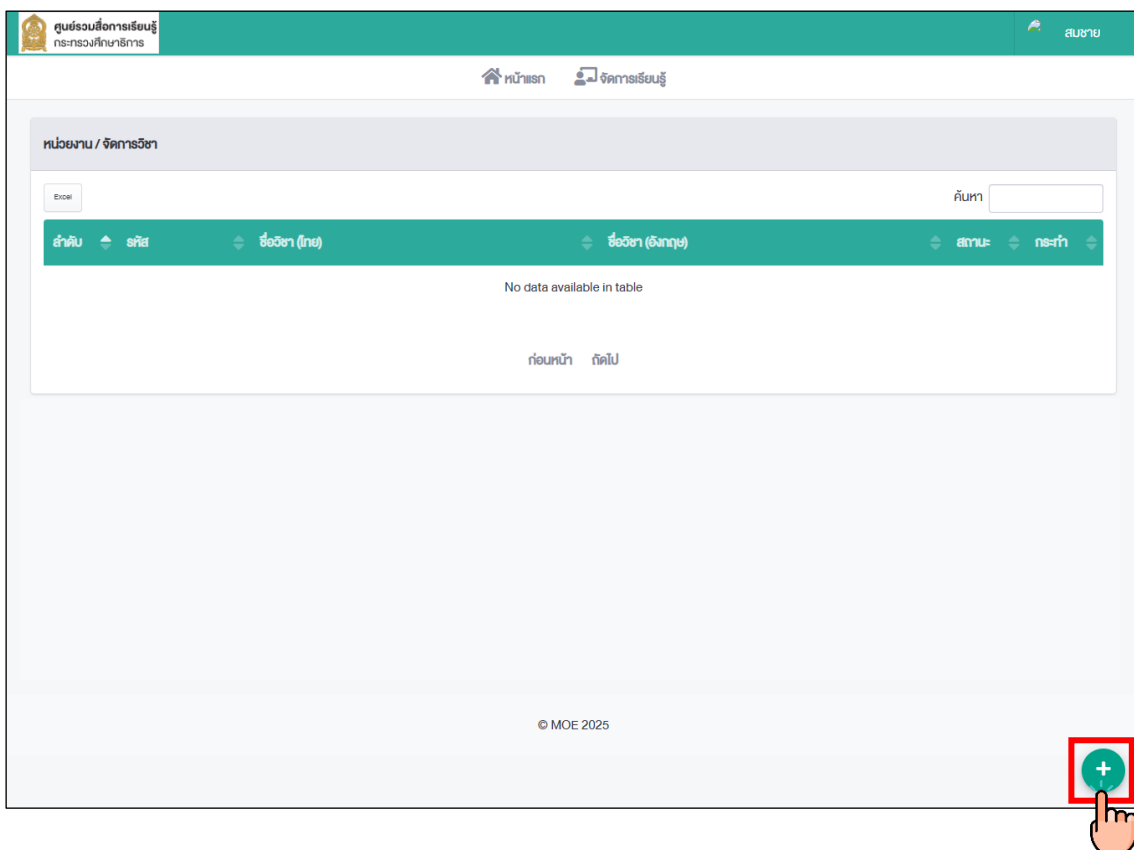 ศูนย์รวมสื่อการเรียนรู้
กระทรวงศึกษาธิการ
สมชาย
หน้าแรก จัดการเรียนรู้
หน่วยงาน / จัดการวิชา
Excel
ค้นหา
ลำดับ รหัส ชื่อวิชา (ไทย) ชื่อวิชา (อังกฤษ) สถานะ กระทำ
No data available in table
ก่อนหน้า ถัดไป
© MOE 2025
+